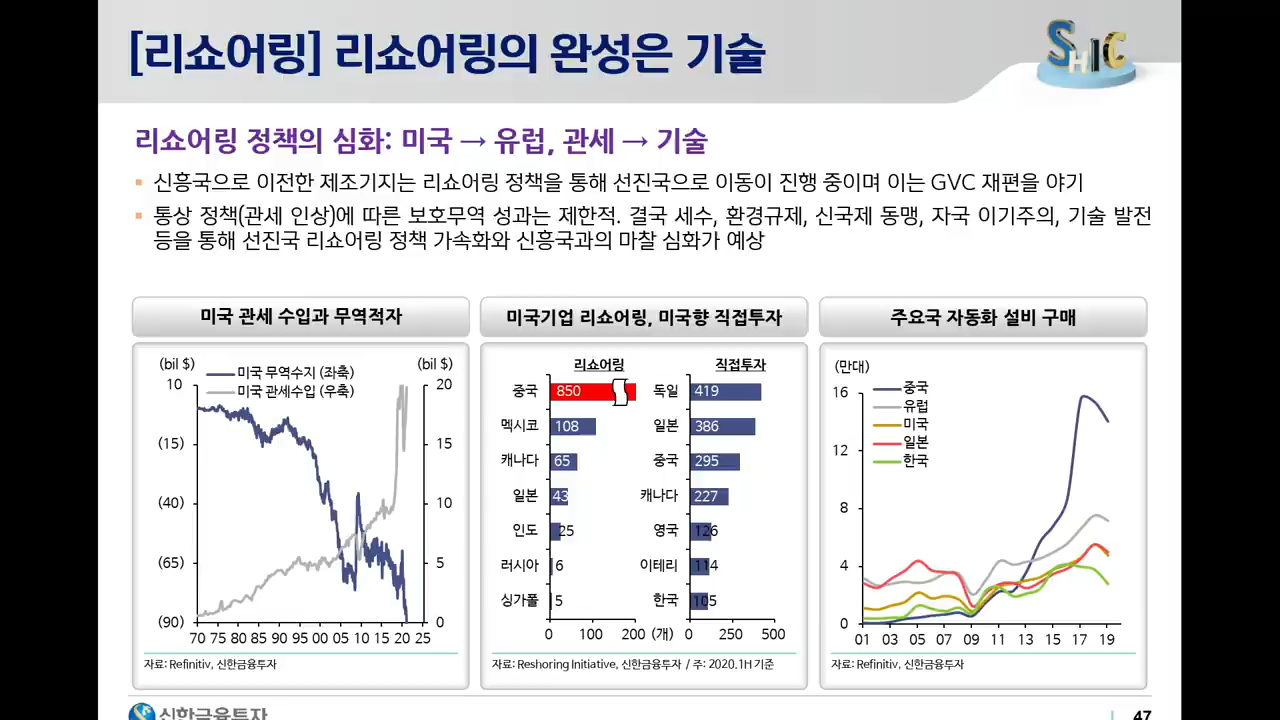 [리쇼어링] 리쇼어링의 완성은 기술
SHIC
리쇼어링 정책의 심화: 미국 → 유럽, 관세 → 기술
▪ 신흥국으로 이전한 제조기지는 리쇼어링 정책을 통해 선진국으로 이동이 진행 중이며 이는 GVC 재편을 야기
▪ 통상 정책(관세 인상)에 따른 보호무역 성과는 제한적. 결국 세수, 환경규제, 신국제 동맹, 자국 이기주의, 기술 발전
등을 통해 선진국 리쇼어링 정책 가속화와 신흥국과의 마찰 심화가 예상
미국 관세 수입과 무역적자
(bil $) (bil $)
미국 무역수지 (좌축)
미국 관세수입 (우축)
10 20
(15) 15
(40) 10
(65) 5
(90) 0
70 75 80 85 90 95 00 05 10 15 20 25
자료: Refinitiv, 신한금융투자
미국기업 리쇼어링, 미국향 직접투자
리쇼어링 직접투자
중국 850 독일 419
멕시코 108 일본 386
캐나다 65 중국 295
일본 43 캐나다 227
인도 25 영국 126
러시아 6 이테리 114
싱가폴 5 한국 105
0 100 200 (개) 0 250 500
자료: Reshoring Initiative, 신한금융투자 / 주: 2020.1H 기준
주요국 자동화 설비 구매
(만대)
중국
유럽
미국
일본
한국
16
12
8
4
0
01 03 05 07 09 11 13 15 17 19
자료: Refinitiv, 신한금융투자
신한금융투자
47